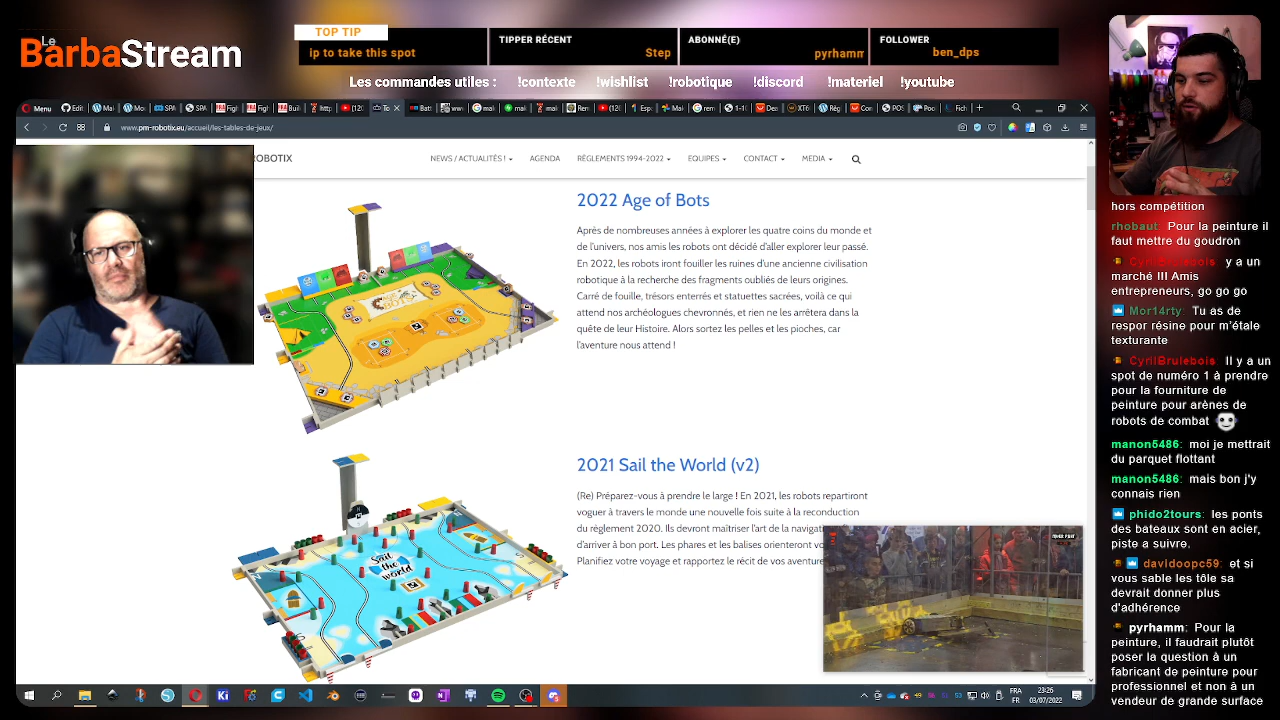 Le
BarbaStream
TOP TIP
ip to take this spot
TIPPER RÉCENT
Step
ABONNÉ(E)
pyrhamm
FOLLOWER
ben_dps
Les commandes utiles : !contexte !wishlist !robotique !discord !materiel !youtube
Menu
www.pm-robotix.eu/accueil/les-tables-de-jeux/
ROBOTIX
NEWS / ACTUALITÉS ! AGENDA RÈGLEMENTS 1994-2022 EQUIPES CONTACT MEDIA
2022 Age of Bots
Après de nombreuses années à explorer les quatre coins du monde et
de l'univers, nos amis les robots ont décidé d'aller explorer leur passé.
En 2022, les robots iront fouiller les ruines d'une ancienne civilisation
robotique à la recherche des fragments oubliés de leurs origines.
Carré de fouille, trésors enterrés et statuettes sacrées, voilà ce qui
attend nos archéologues chevronnés, et rien ne les arrêtera dans la
quête de leur Histoire. Alors sortez les pelles et les pioches, car
l'aventure nous attend !
2021 Sail the World (v2)
(Re) Préparez-vous à prendre le large ! En 2021, les robots repartiront
voguer à travers le monde une nouvelle fois suite à la reconduction
du règlement 2020. Ils devront maîtriser l'art de la navigat
d'arriver à bon port. Les phares et les balises orienteront vo
Planifiez votre voyage et rapportez le récit de vos aventure
Sail
the
world
hors compétition
rhobaut: Pour la peinture il
faut mettre du goudron
CyrilBrulebois: y a un
marché !!! Amis
entrepreneurs, go go go
Mor14rty: Tu as de
respor résine pour m'étale
texturante
CyrilBrulebois: Il y a un
spot de numéro 1 à prendre
pour la fourniture de
peinture pour arènes de
robots de combat
manon5486: moi je mettrait
du parquet flottant
manon5486: mais bon j'y
connais rien
phido2tours: les ponts
des bateaux sont en acier,
piste a suivre.
davidoopc59: et si
vous sable les tôle sa
devrait donner plus
d'adhérence
pyrhamm: Pour la
peinture, il faudrait plutôt
poser la question à un
fabricant de peinture pour
professionnel et non à un
vendeur de grande surface
FRA
FR
23:26
03/07/2022